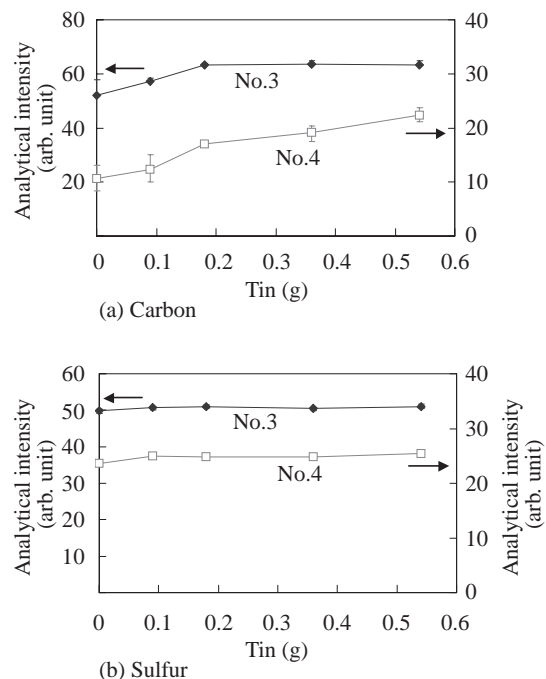 Analytical intensity
(arb. unit)
80
60
40
20
40
30
20
10
0
No.3
No.4
0 0.1 0.2 0.3 0.4 0.5 0.6
Tin (g)
(a) Carbon
Analytical intensity
(arb. unit)
60
50
40
30
20
10
40
30
20
10
0
Analytical intensity
(arb. unit)
No.3
No.4
0 0.1 0.2 0.3 0.4 0.5 0.6
Tin (g)
(b) Sulfur